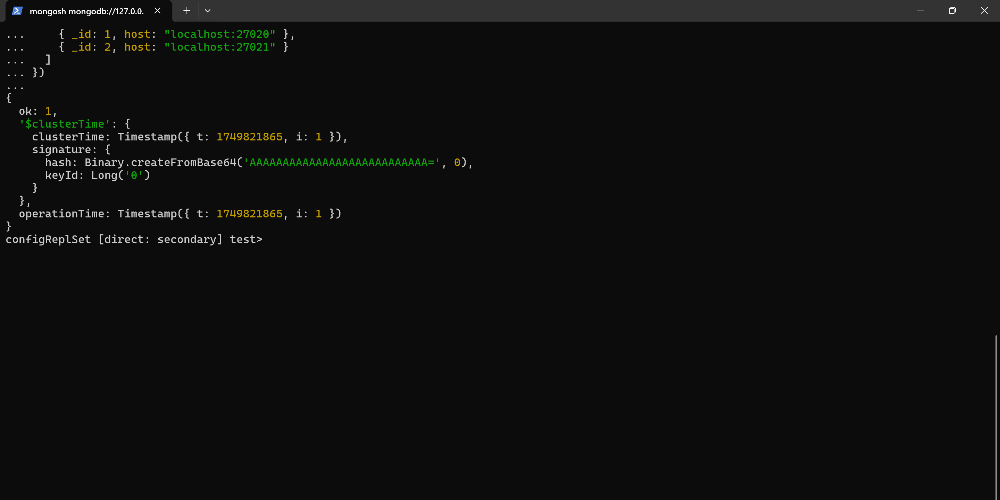 mongosh mongodb://127.0.0.
...     { _id: 1, host: "localhost:27020" },
...     { _id: 2, host: "localhost:27021" }
...   ]
... })
...
{
  ok: 1,
  '$clusterTime': {
    clusterTime: Timestamp({ t: 1749821865, i: 1 }),
    signature: {
      hash: Binary.createFromBase64('AAAAAAAAAAAAAAAAAAAAAAAAAAA=', 0),
      keyId: Long('0')
    }
  },
  operationTime: Timestamp({ t: 1749821865, i: 1 })
}
configReplSet [direct: secondary] test>